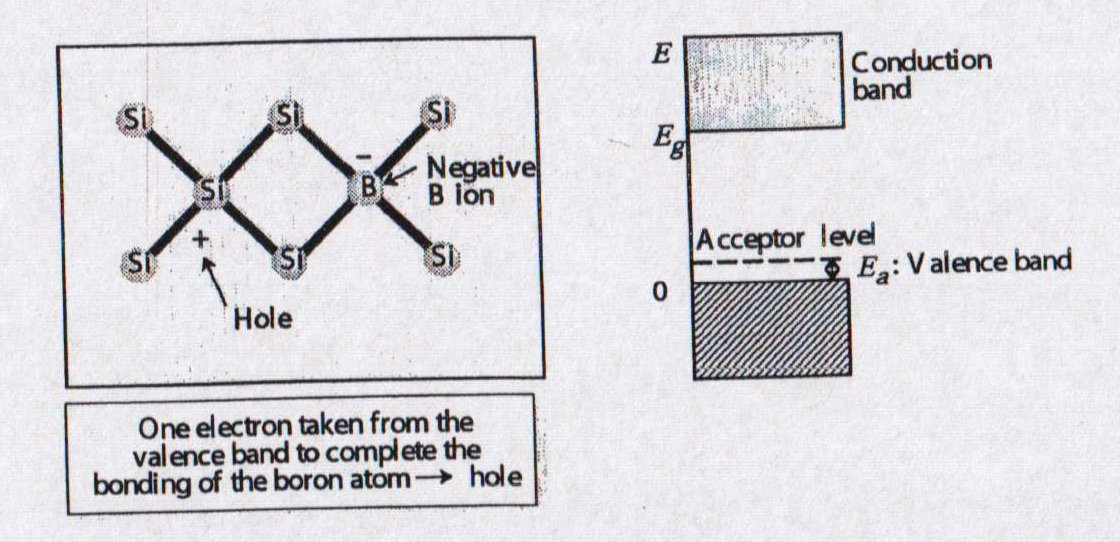 Si
Si
Si
Si
B
−
Negative
B ion
+
Si
Si
Si
Hole
One electron taken from the
valence band to complete the
bonding of the boron atom → hole
E
Conduction
band
Eg
Acceptor level
Ea: Valence band
0